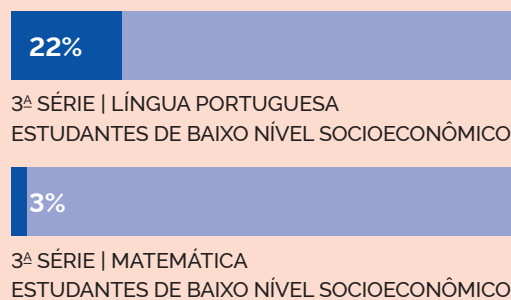 22%
3ª SÉRIE | LÍNGUA PORTUGUESA
ESTUDANTES DE BAIXO NÍVEL SOCIOECONÔMICO
3%
3ª SÉRIE | MATEMÁTICA
ESTUDANTES DE BAIXO NÍVEL SOCIOECONÔMICO